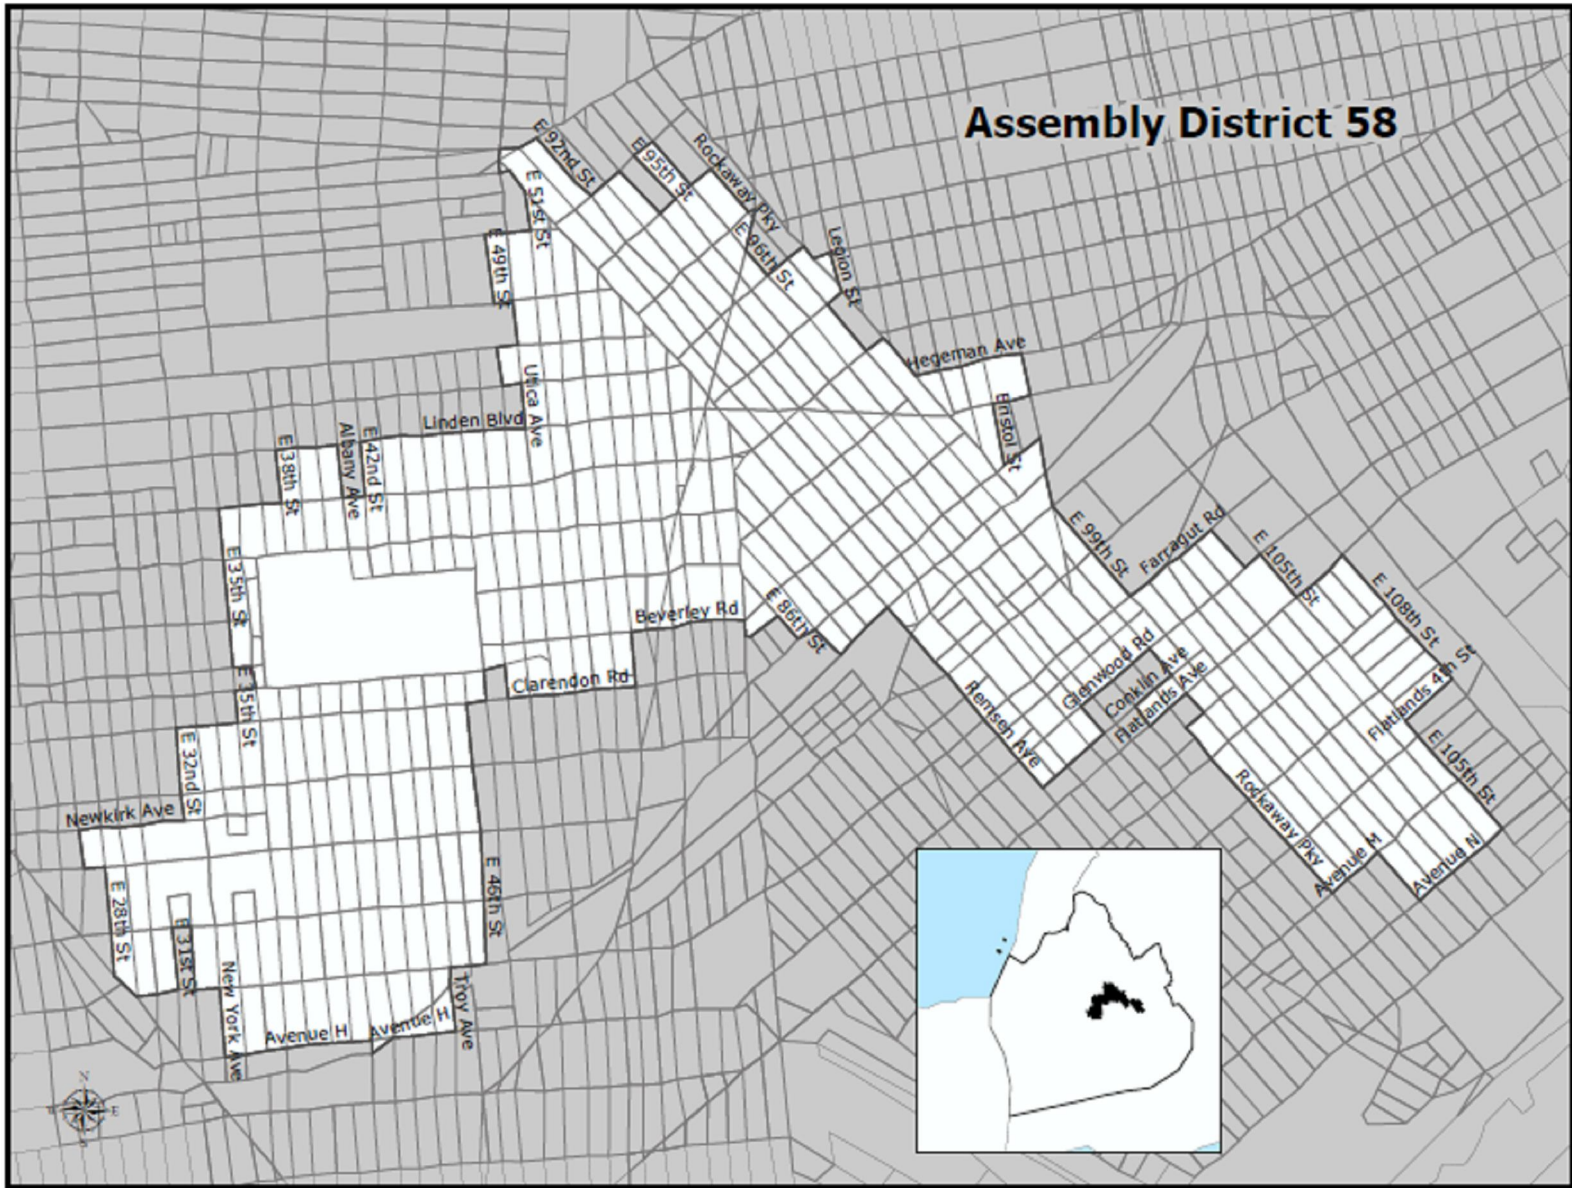 Assembly District 58
E 92nd St
E 95th St
Rockaway Pky
E 51st St
E 49th St
E 96th St
Legion St
Hegeman Ave
Utica Ave
Linden Blvd
Bristol St
E 38th St
Albany Ave
E 42nd St
E 99th St
Farragut Rd
E 105th St
E 35th St
E 108th St
Beverley Rd
E 86th St
Glenwood Rd
Conklin Ave
Flatlands Ave
Flatlands 4th St
Clarendon Rd
E 35th St
Remsen Ave
E 32nd St
E 105th St
Newkirk Ave
Rockaway Pky
Avenue M
Avenue N
E 28th St
E 46th St
E 31st St
New York Ave
Troy Ave
Avenue H
Avenue H
N
E